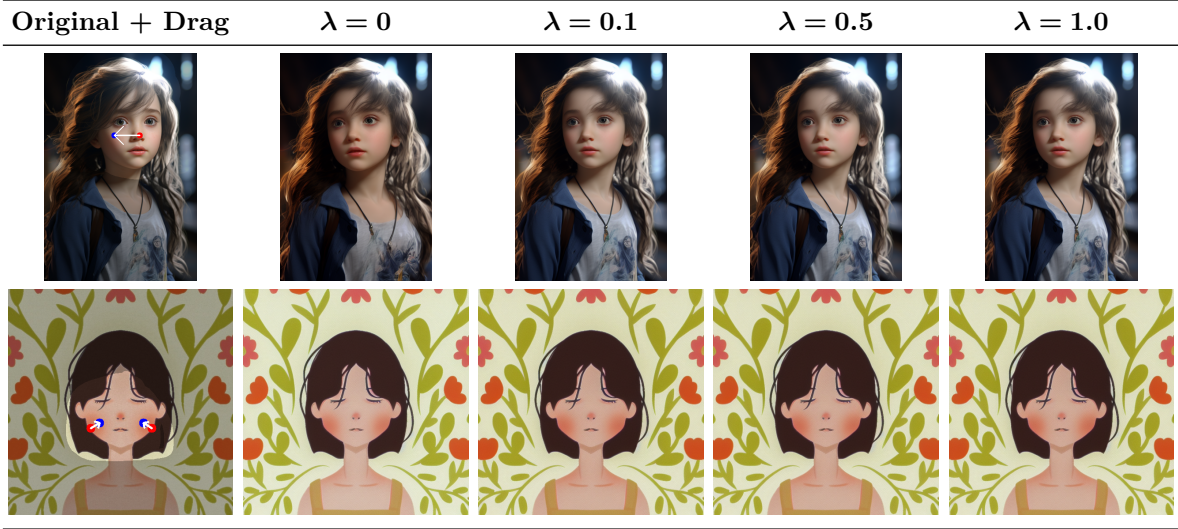 Original + Drag λ = 0 λ = 0.1 λ = 0.5 λ = 1.0